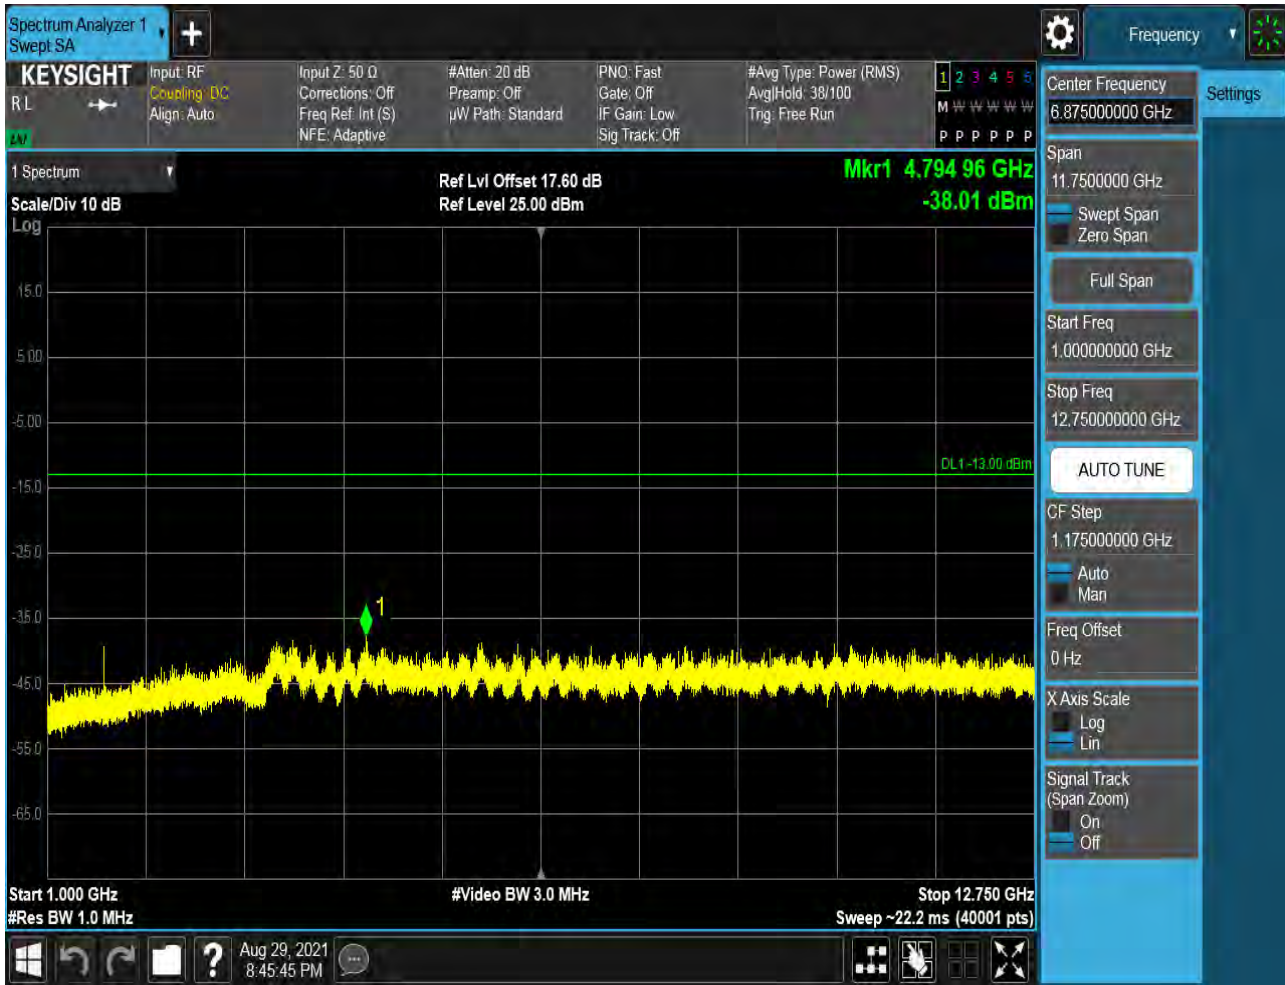 Spectrum Analyzer 1
Swept SA
Frequency
KEYSIGHT
R L
Input: RF
Coupling: DC
Align: Auto
Input Z: 50 Ω
Corrections: Off
Freq Ref: Int (S)
NFE: Adaptive
#Atten: 20 dB
Preamp: Off
µW Path: Standard
PNO: Fast
Gate: Off
IF Gain: Low
Sig Track: Off
#Avg Type: Power (RMS)
Avg|Hold: 38/100
Trig: Free Run
1 2 3 4 5 6
M W W W W W
P P P P P P
1 Spectrum
Scale/Div 10 dB
Log
Ref Lvl Offset 17.60 dB
Ref Level 25.00 dBm
Mkr1 4.794 96 GHz
-38.01 dBm
15.0
5.00
-5.00
-15.0
-25.0
-35.0
-45.0
-55.0
-65.0
DL1 -13.00 dBm
1
Start 1.000 GHz
#Res BW 1.0 MHz
#Video BW 3.0 MHz
Stop 12.750 GHz
Sweep ~22.2 ms (40001 pts)
Center Frequency
6.875000000 GHz
Settings
Span
11.7500000 GHz
Swept Span
Zero Span
Full Span
Start Freq
1.000000000 GHz
Stop Freq
12.750000000 GHz
AUTO TUNE
CF Step
1.175000000 GHz
Auto
Man
Freq Offset
0 Hz
X Axis Scale
Log
Lin
Signal Track
(Span Zoom)
On
Off
?
Aug 29, 2021
8:45:45 PM